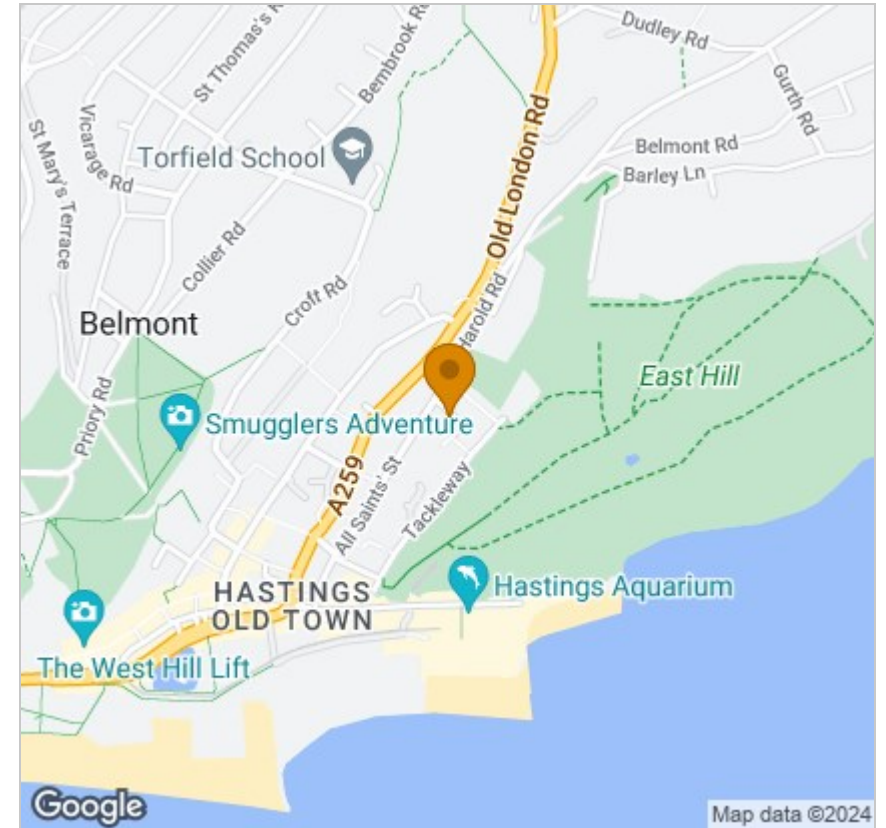 Dudley Rd
St Thomas's R
Bembrook Rd
Gurth Rd
Vicarage Rd
Old London Rd
Belmont Rd
Torfield School
Barley Ln
St Mary's Terrace
Collier Rd
Croft Rd
Harold Rd
Belmont
East Hill
Priory Rd
Smugglers Adventure
A259
All Saints' St
Tackleway
HASTINGS
OLD TOWN
Hastings Aquarium
The West Hill Lift
Google
Map data ©2024